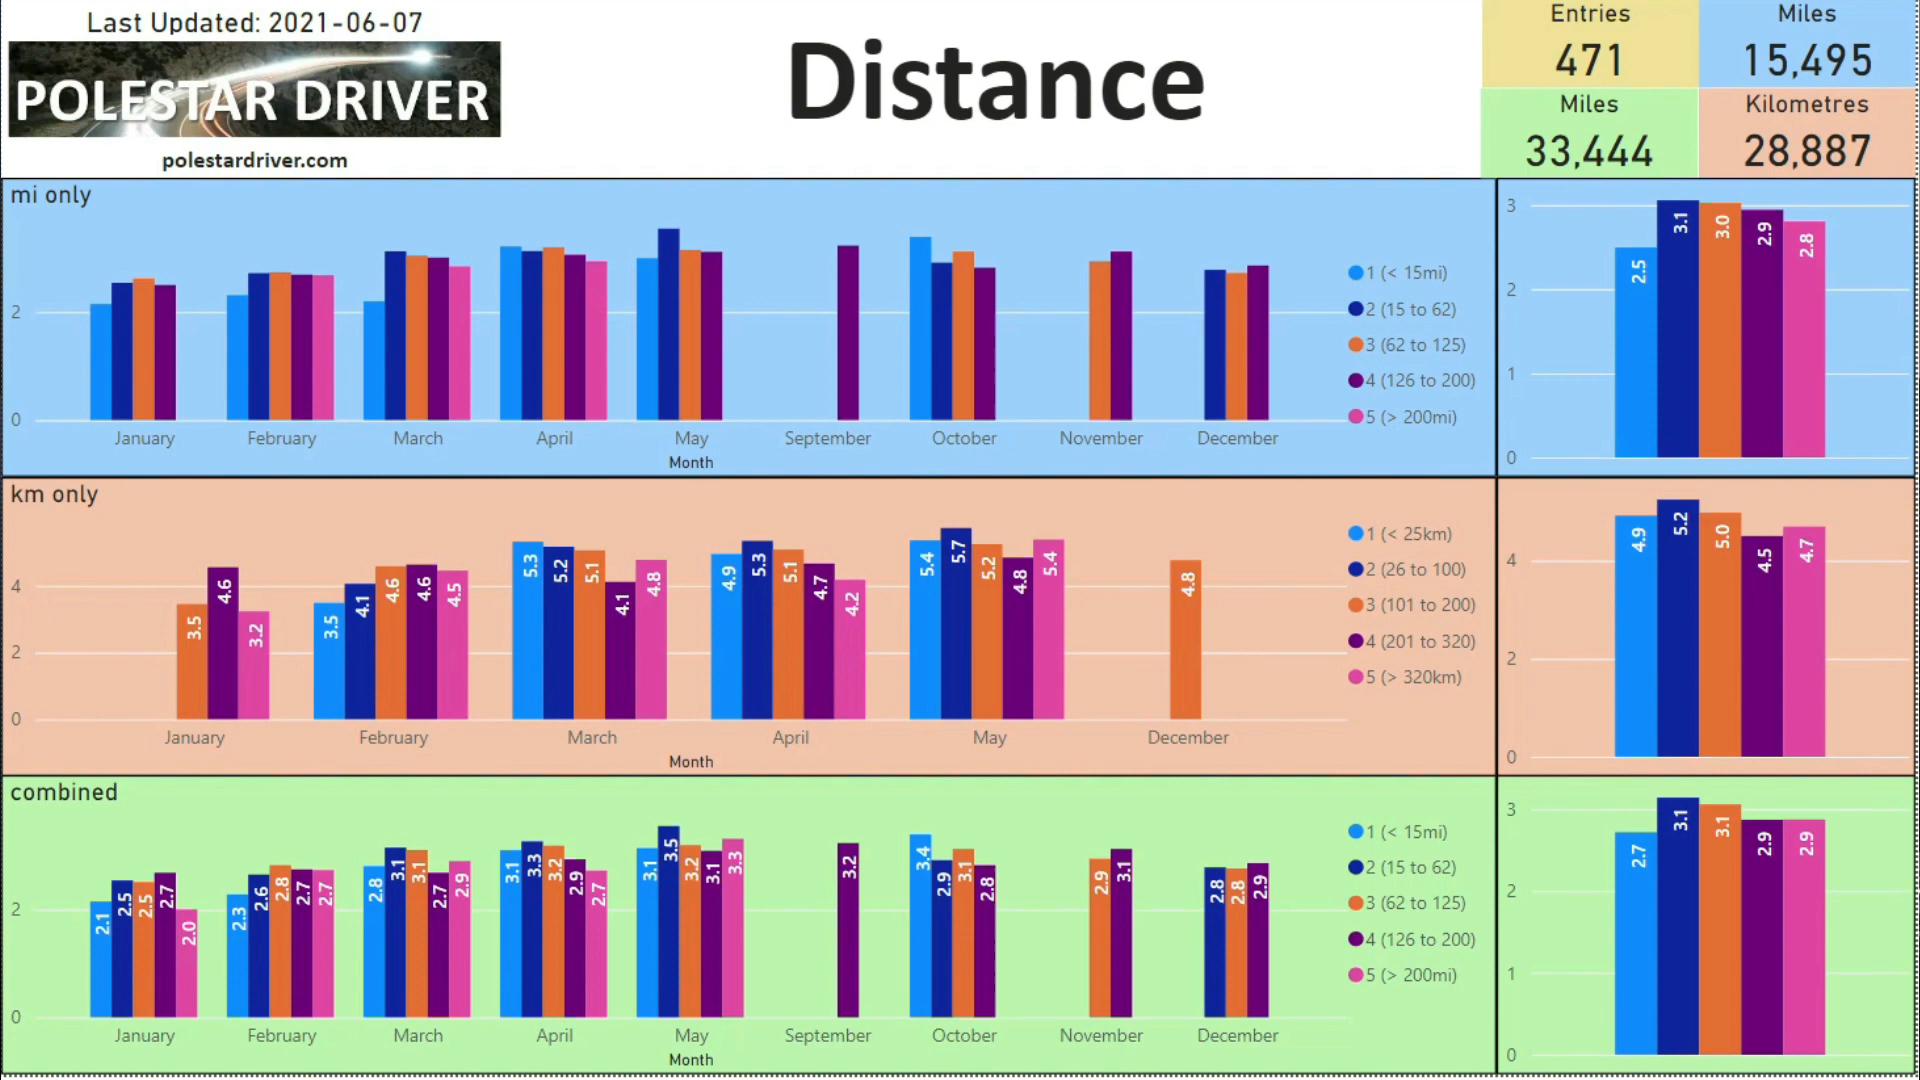 Last Updated: 2021-06-07
POLESTAR DRIVER
polestardriver.com
Distance
Entries
471
Miles
15,495
Miles
33,444
Kilometres
28,887
mi only
2
0
January February March April May September October November December
Month
1 (< 15mi)
2 (15 to 62)
3 (62 to 125)
4 (126 to 200)
5 (> 200mi)
3
2
1
0
2.5 3.1 3.0 2.9 2.8
km only
4
2
0
3.5 4.6 3.2
3.5 4.1 4.6 4.6 4.5
5.3 5.2 5.1 4.1 4.8
4.9 5.3 5.1 4.7 4.2
5.4 5.7 5.2 4.8 5.4
4.8
January February March April May December
Month
1 (< 25km)
2 (26 to 100)
3 (101 to 200)
4 (201 to 320)
5 (> 320km)
4
2
0
4.9 5.2 5.0 4.5 4.7
combined
2
0
2.1 2.5 2.5 2.7 2.0
2.3 2.6 2.8 2.7 2.7
2.8 3.1 3.1 2.7 2.9
3.1 3.3 3.2 2.9 2.7
3.1 3.5 3.2 3.1 3.3
3.2
3.4 2.9 3.1 2.8
2.9 3.1
2.8 2.8 2.9
January February March April May September October November December
Month
1 (< 15mi)
2 (15 to 62)
3 (62 to 125)
4 (126 to 200)
5 (> 200mi)
3
2
1
0
2.7 3.1 3.1 2.9 2.9